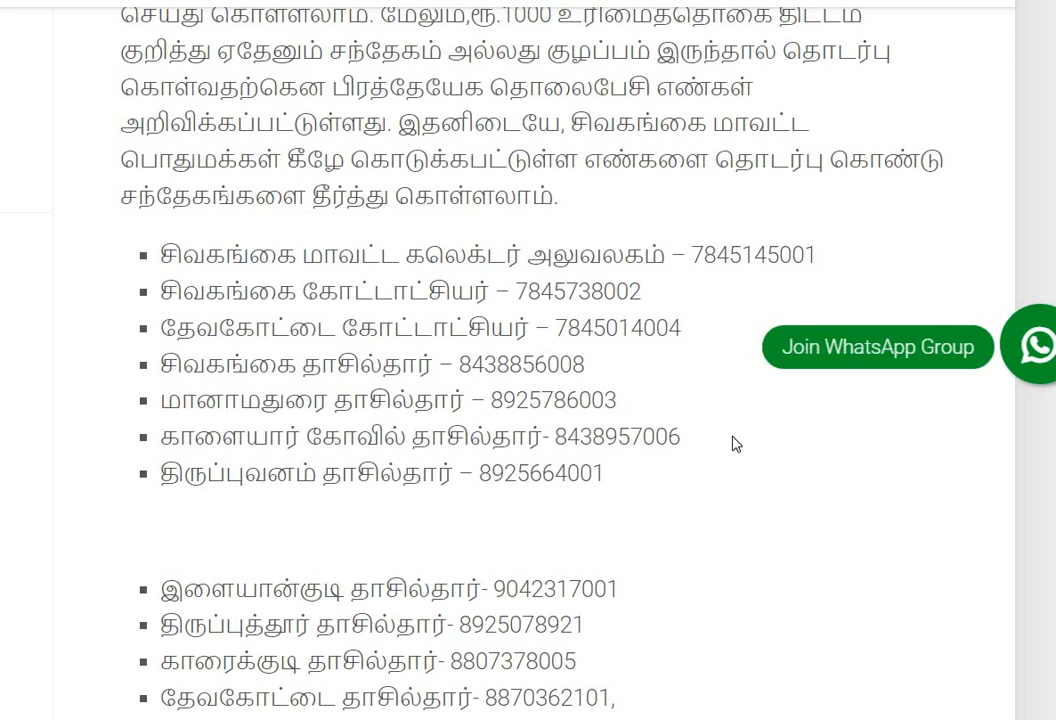 செய்து கொள்ளலாம். மேலும்,ரூ.1000 உரிமைத்தொகை திட்டம்
குறித்து ஏதேனும் சந்தேகம் அல்லது குழப்பம் இருந்தால் தொடர்பு
கொள்வதற்கென பிரத்தேயேக தொலைபேசி எண்கள்
அறிவிக்கப்பட்டுள்ளது. இதனிடையே, சிவகங்கை மாவட்ட
பொதுமக்கள் கீழே கொடுக்கபட்டுள்ள எண்களை தொடர்பு கொண்டு
சந்தேகங்களை தீர்த்து கொள்ளலாம்.
▪ சிவகங்கை மாவட்ட கலெக்டர் அலுவலகம் – 7845145001
▪ சிவகங்கை கோட்டாட்சியர் – 7845738002
▪ தேவகோட்டை கோட்டாட்சியர் – 7845014004
Join WhatsApp Group
▪ சிவகங்கை தாசில்தார் – 8438856008
▪ மானாமதுரை தாசில்தார் – 8925786003
▪ காளையார் கோவில் தாசில்தார்- 8438957006
▪ திருப்புவனம் தாசில்தார் – 8925664001
▪ இளையான்குடி தாசில்தார்- 9042317001
▪ திருப்புத்தூர் தாசில்தார்- 8925078921
▪ காரைக்குடி தாசில்தார்- 8807378005
▪ தேவகோட்டை தாசில்தார்- 8870362101,